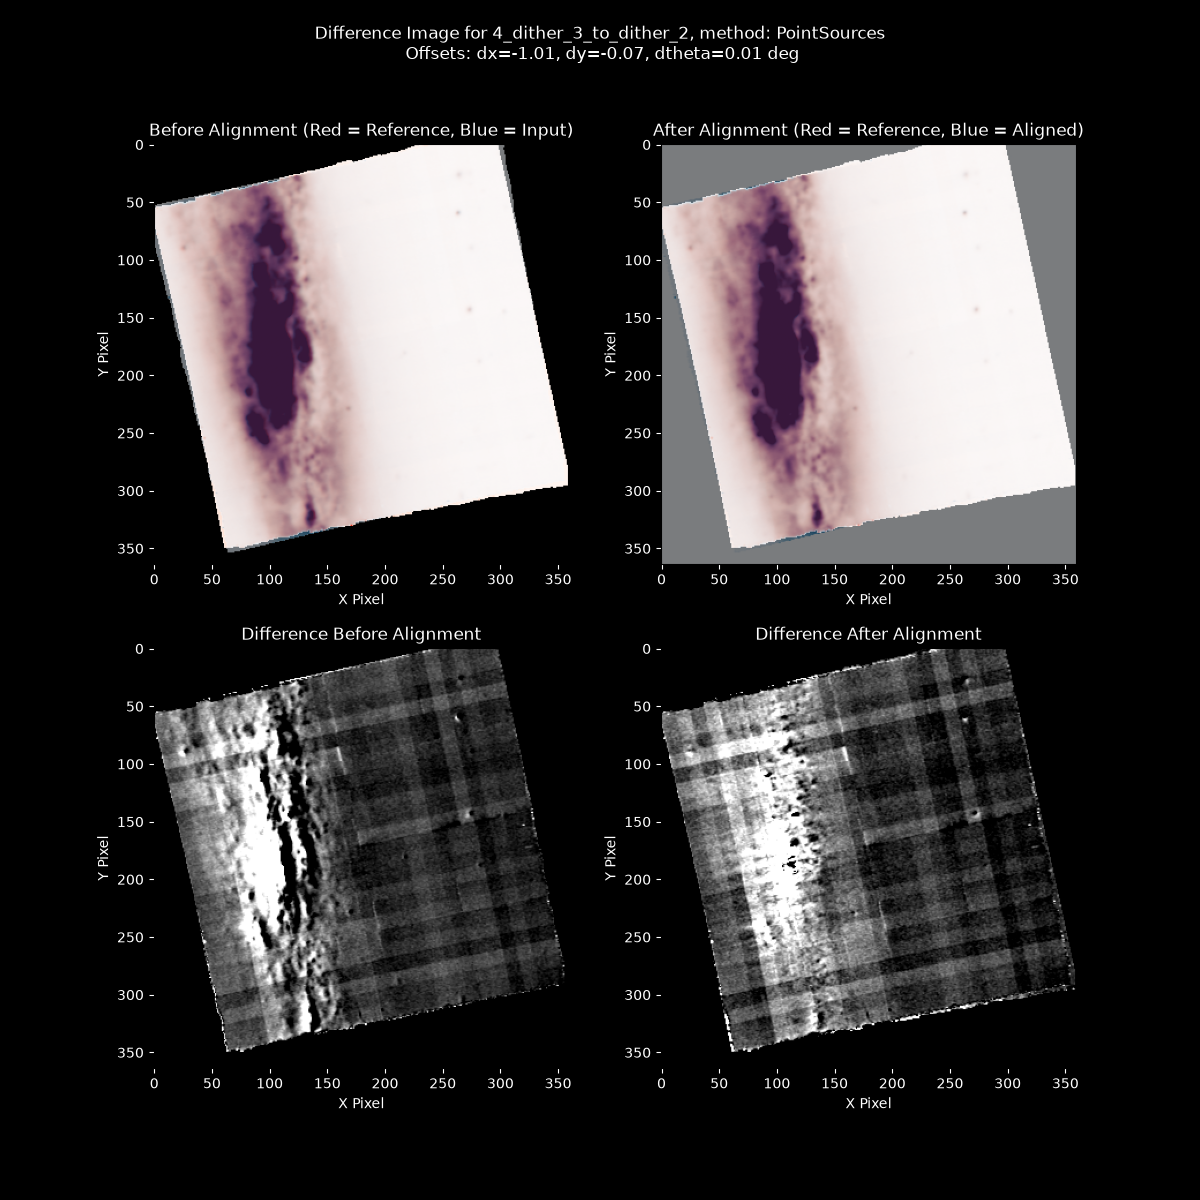 Difference Image for 4_dither_3_to_dither_2, method: PointSources
Offsets: dx=-1.01, dy=-0.07, dtheta=0.01 deg
Before Alignment (Red = Reference, Blue = Input)
0
50
100
150
200
250
300
350
Y Pixel
0 50 100 150 200 250 300 350
X Pixel
After Alignment (Red = Reference, Blue = Aligned)
0
50
100
150
200
250
300
350
Y Pixel
0 50 100 150 200 250 300 350
X Pixel
Difference Before Alignment
0
50
100
150
200
250
300
350
Y Pixel
0 50 100 150 200 250 300 350
X Pixel
Difference After Alignment
0
50
100
150
200
250
300
350
Y Pixel
0 50 100 150 200 250 300 350
X Pixel